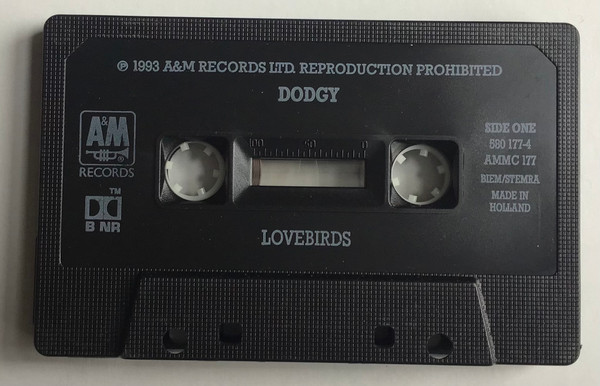 ℗ 1993 A&M RECORDS LTD. REPRODUCTION PROHIBITED
DODGY
A&M
®
RECORDS
TM
B NR
100 50 0
SIDE ONE
580 177-4
AMMC 177
BIEM/STEMRA
MADE IN
HOLLAND
LOVEBIRDS